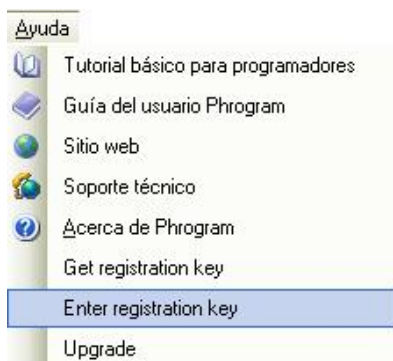 Ayuda
Tutorial básico para programadores
Guía del usuario Phrogram
Sitio web
Soporte técnico
Acerca de Phrogram
Get registration key
Enter registration key
Upgrade